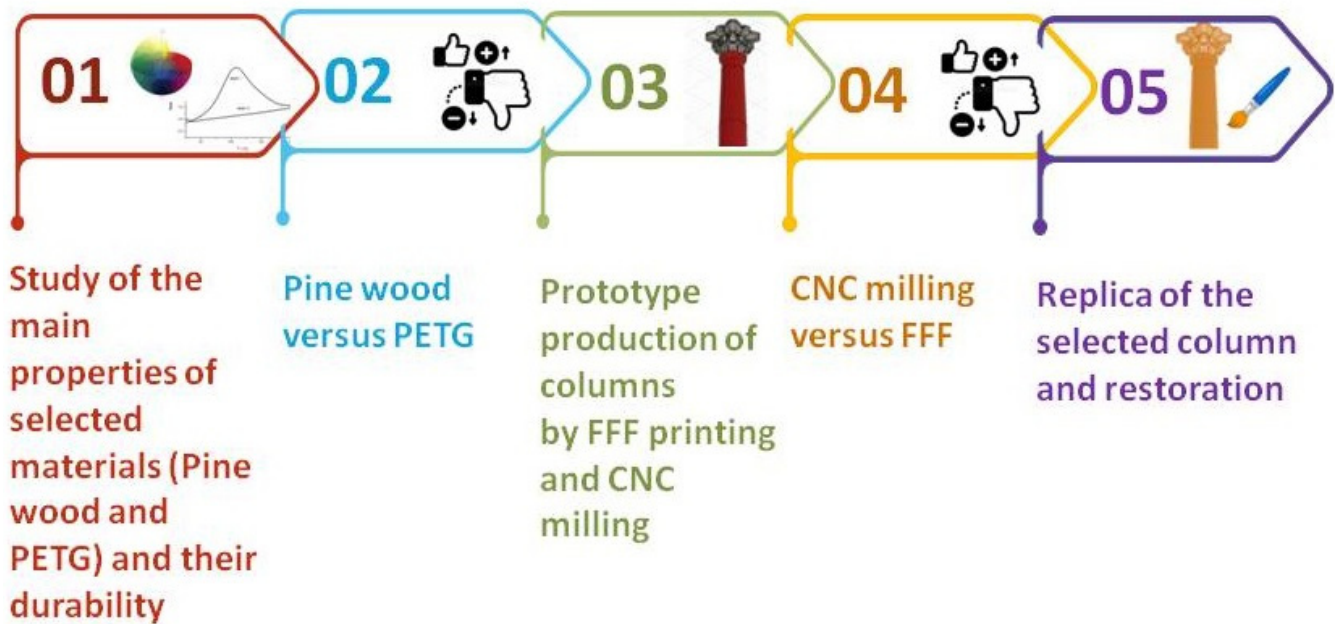 01
02
03
04
05
Study of the
main
properties of
selected
materials (Pine
wood and
PETG) and their
durability
Pine wood
versus PETG
Prototype
production of
columns
by FFF printing
and CNC
milling
CNC milling
versus FFF
Replica of the
selected column
and restoration